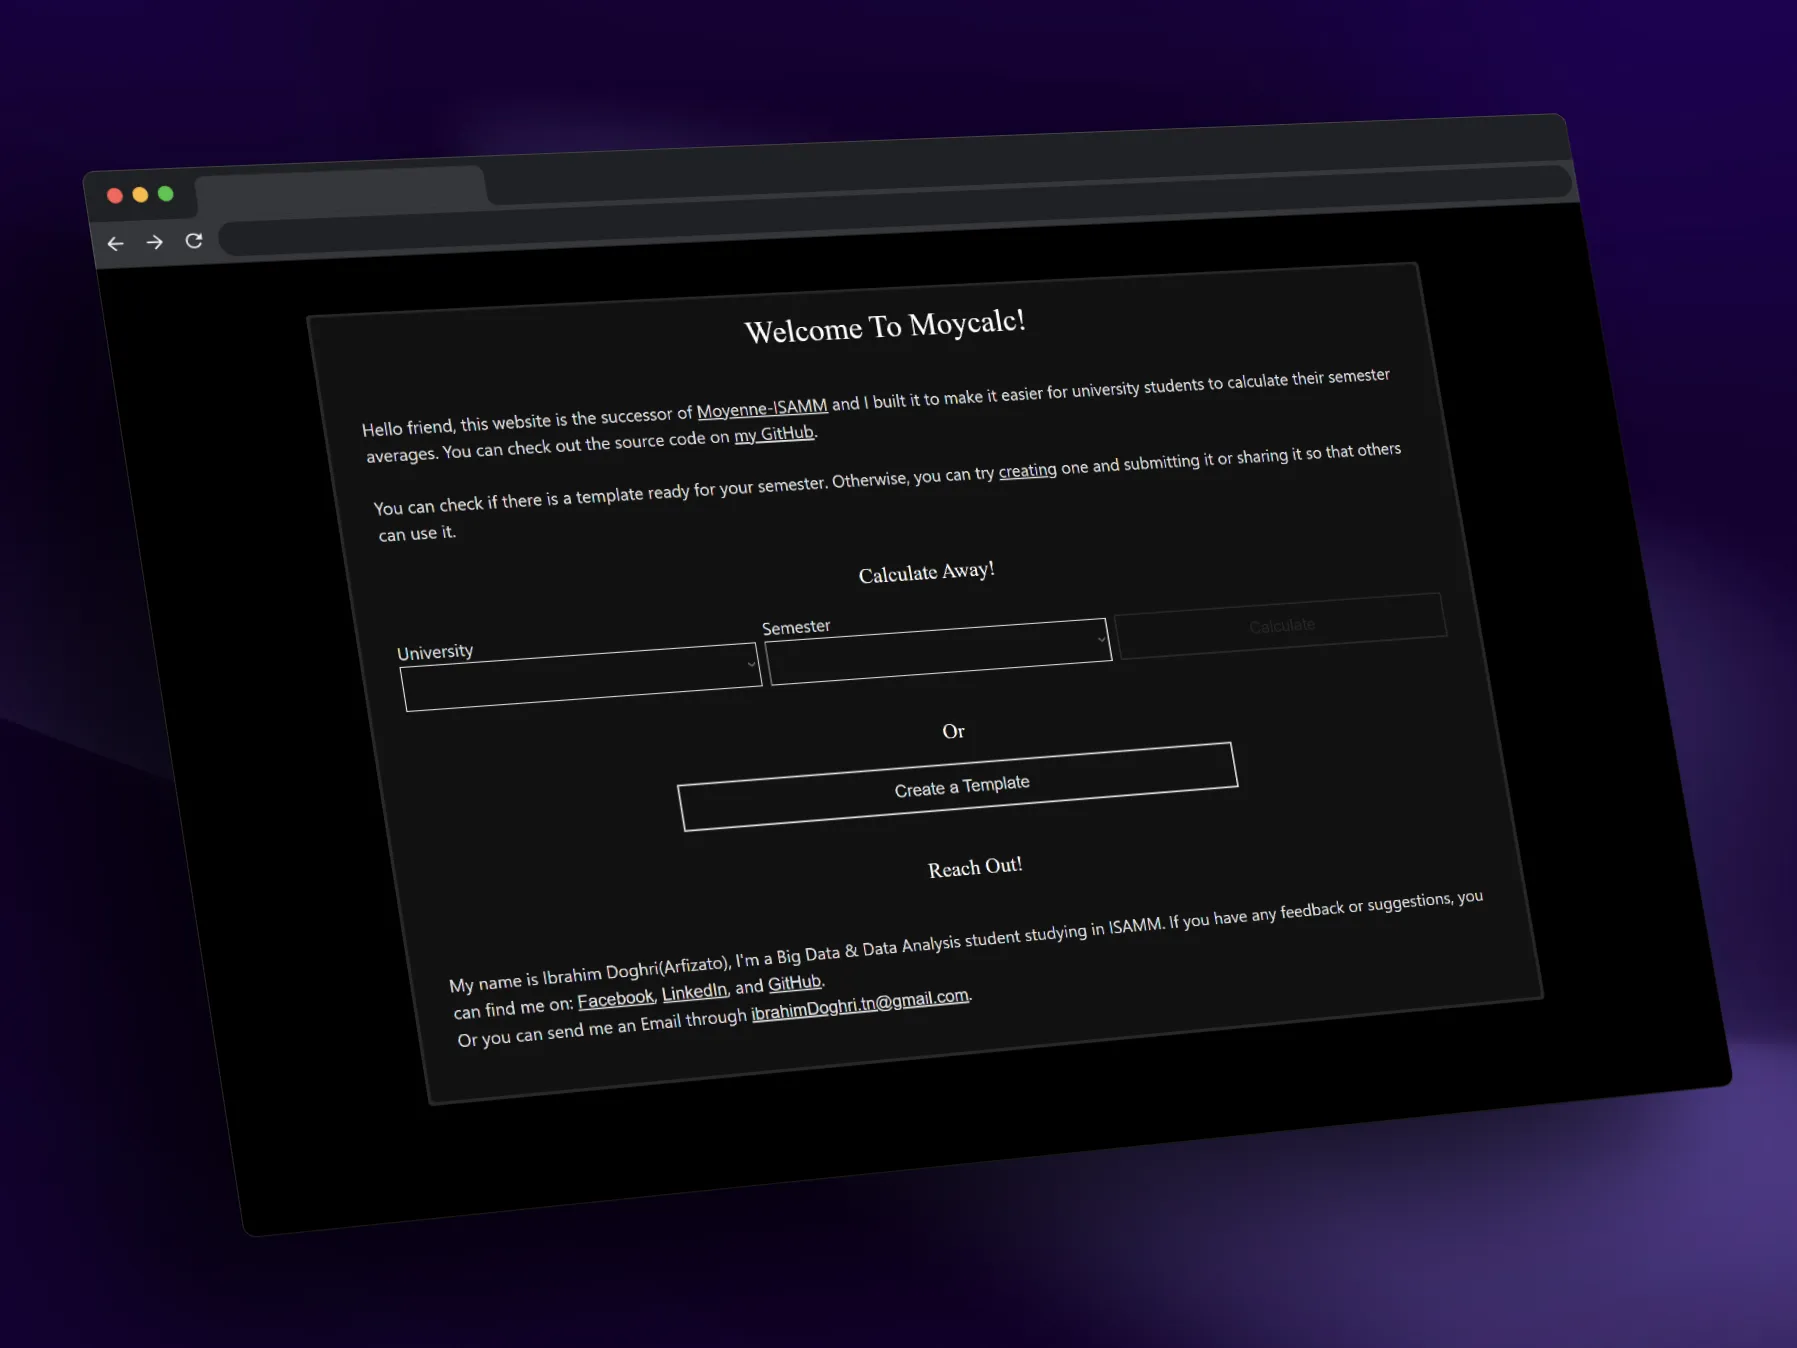 Welcome To Moycalc!
Hello friend, this website is the successor of Moyenne-ISAMM and I built it to make it easier for university students to calculate their semester
averages. You can check out the source code on my GitHub.
You can check if there is a template ready for your semester. Otherwise, you can try creating one and submitting it or sharing it so that others
can use it.
Calculate Away!
University
Semester
Calculate
Or
Create a Template
Reach Out!
My name is Ibrahim Doghri(Arfizato), I'm a Big Data & Data Analysis student studying in ISAMM. If you have any feedback or suggestions, you
can find me on: Facebook, LinkedIn, and GitHub.
Or you can send me an Email through ibrahimDoghri.tn@gmail.com.